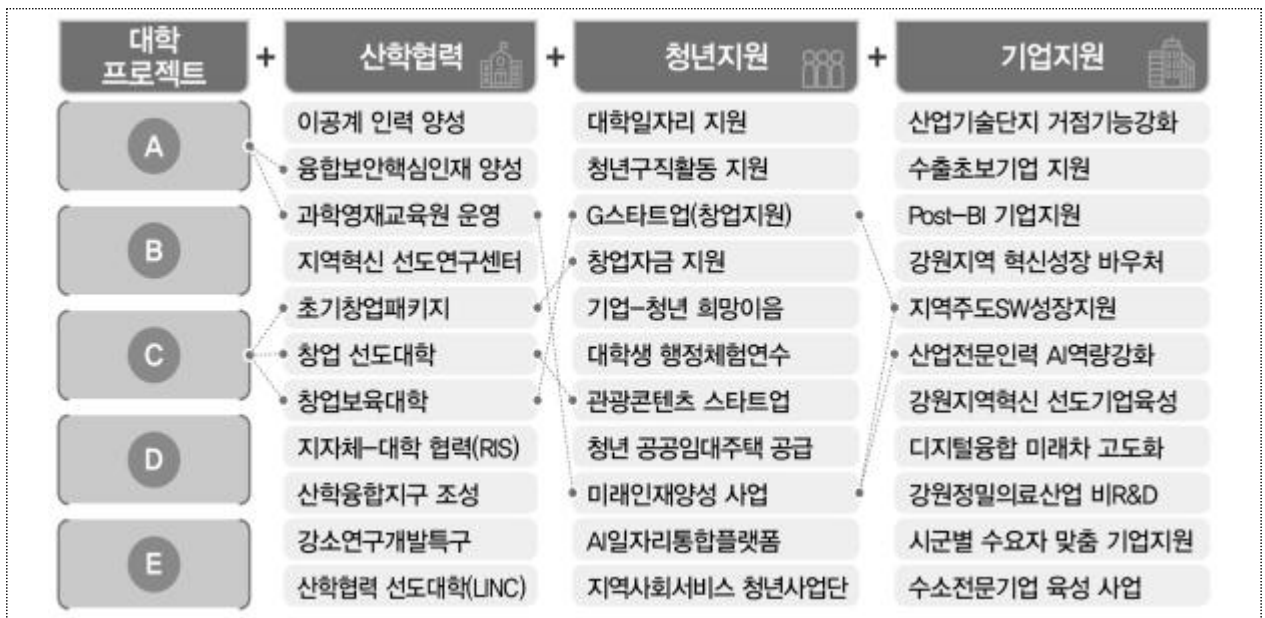 대학
프로젝트
+
산학협력
+
청년지원
+
기업지원
A
B
C
D
E
이공계 인력 양성
융합보안핵심인재 양성
과학영재교육원 운영
지역혁신 선도연구센터
초기창업패키지
창업 선도대학
창업보육대학
지자체-대학 협력(RIS)
산학융합지구 조성
강소연구개발특구
산학협력 선도대학(LINC)
대학일자리 지원
청년구직활동 지원
G스타트업(창업지원)
창업자금 지원
기업-청년 희망이음
대학생 행정체험연수
관광콘텐츠 스타트업
청년 공공임대주택 공급
미래인재양성 사업
AI일자리통합플랫폼
지역사회서비스 청년사업단
산업기술단지 거점기능강화
수출초보기업 지원
Post-BI 기업지원
강원지역 혁신성장 바우처
지역주도SW성장지원
산업전문인력 AI역량강화
강원지역혁신 선도기업육성
디지털융합 미래차 고도화
강원정밀의료산업 비R&D
시군별 수요자 맞춤 기업지원
수소전문기업 육성 사업